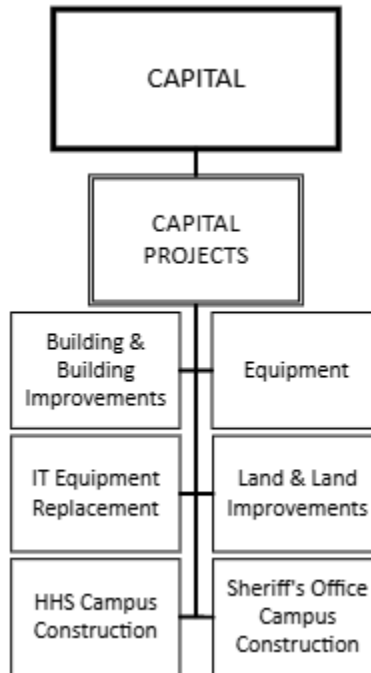 CAPITAL
CAPITAL
PROJECTS
Building &
Building
Improvements
Equipment
IT Equipment
Replacement
Land & Land
Improvements
HHS Campus
Construction
Sheriff's Office
Campus
Construction